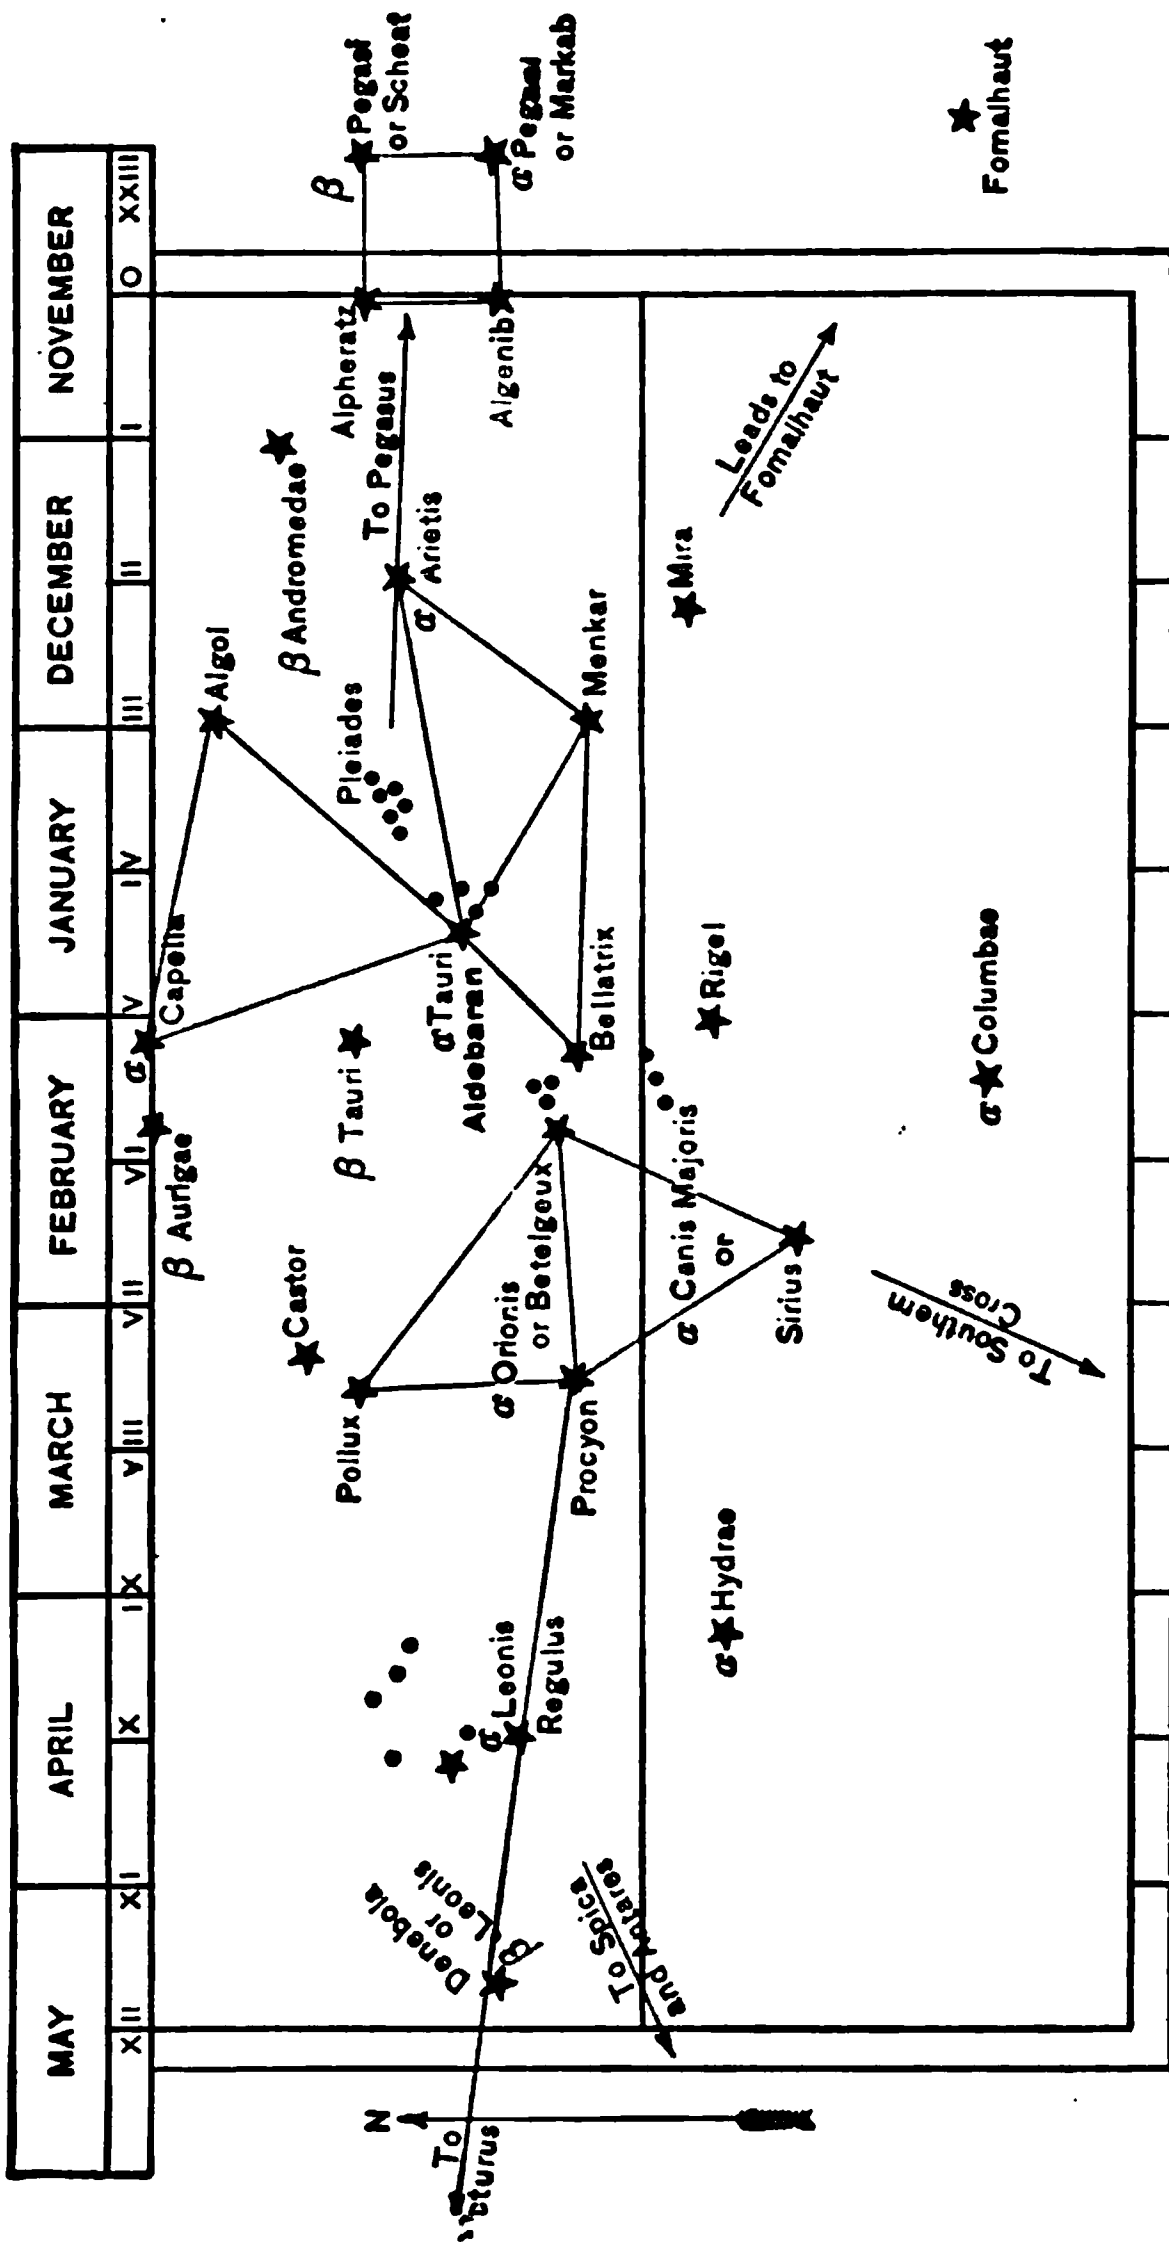 MAY APRIL MARCH FEBRUARY JANUARY DECEMBER NOVEMBER
XII XI X IX VIII VII VI V IV III II I O XXIII
α Capella
β Aurigae
Algol
β Andromedae
Castor
β Tauri
Pleiades
Alpheratz
β Pegasi
or Scheat
N
To
Denebola
or
β Leonis
Pollux
To Pegasus
α Arietis
α Tauri
Aldebaran
α Leonis
Regulus
α Orionis
or Betelgeux
Algenib
α Pegasi
or Markab
Procyon
Bellatrix
Menkar
To Spica
and Antares
α Canis Majoris
or
Sirius
Rigel
Mira
α Hydrae
Leads to
Fomalhaut
To Southern
Cross
α Columbae
Fomalhaut